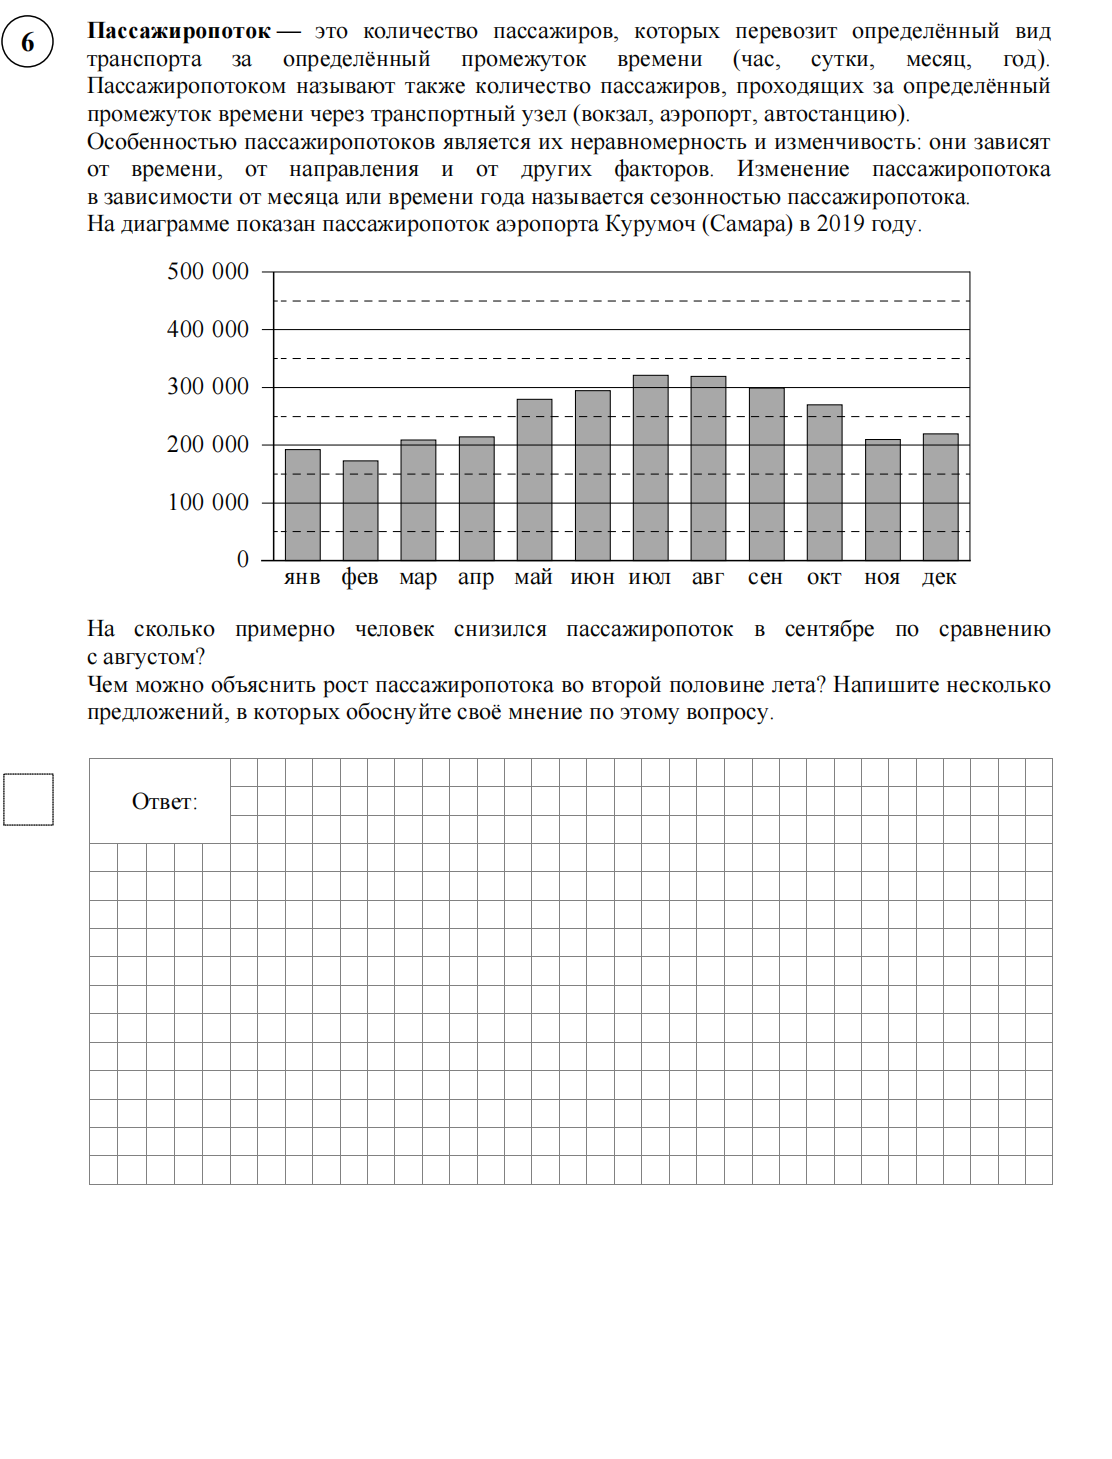 6
Пассажиропоток — это количество пассажиров, которых перевозит определённый вид
транспорта за определённый промежуток времени (час, сутки, месяц, год).
Пассажиропотоком называют также количество пассажиров, проходящих за определённый
промежуток времени через транспортный узел (вокзал, аэропорт, автостанцию).
Особенностью пассажиропотоков является их неравномерность и изменчивость: они зависят
от времени, от направления и от других факторов. Изменение пассажиропотока
в зависимости от месяца или времени года называется сезонностью пассажиропотока.
На диаграмме показан пассажиропоток аэропорта Курумоч (Самара) в 2019 году.
500 000
400 000
300 000
200 000
100 000
0
янв фев мар апр май июн июл авг сен окт ноя дек
На сколько примерно человек снизился пассажиропоток в сентябре по сравнению
с августом?
Чем можно объяснить рост пассажиропотока во второй половине лета? Напишите несколько
предложений, в которых обоснуйте своё мнение по этому вопросу.
Ответ: